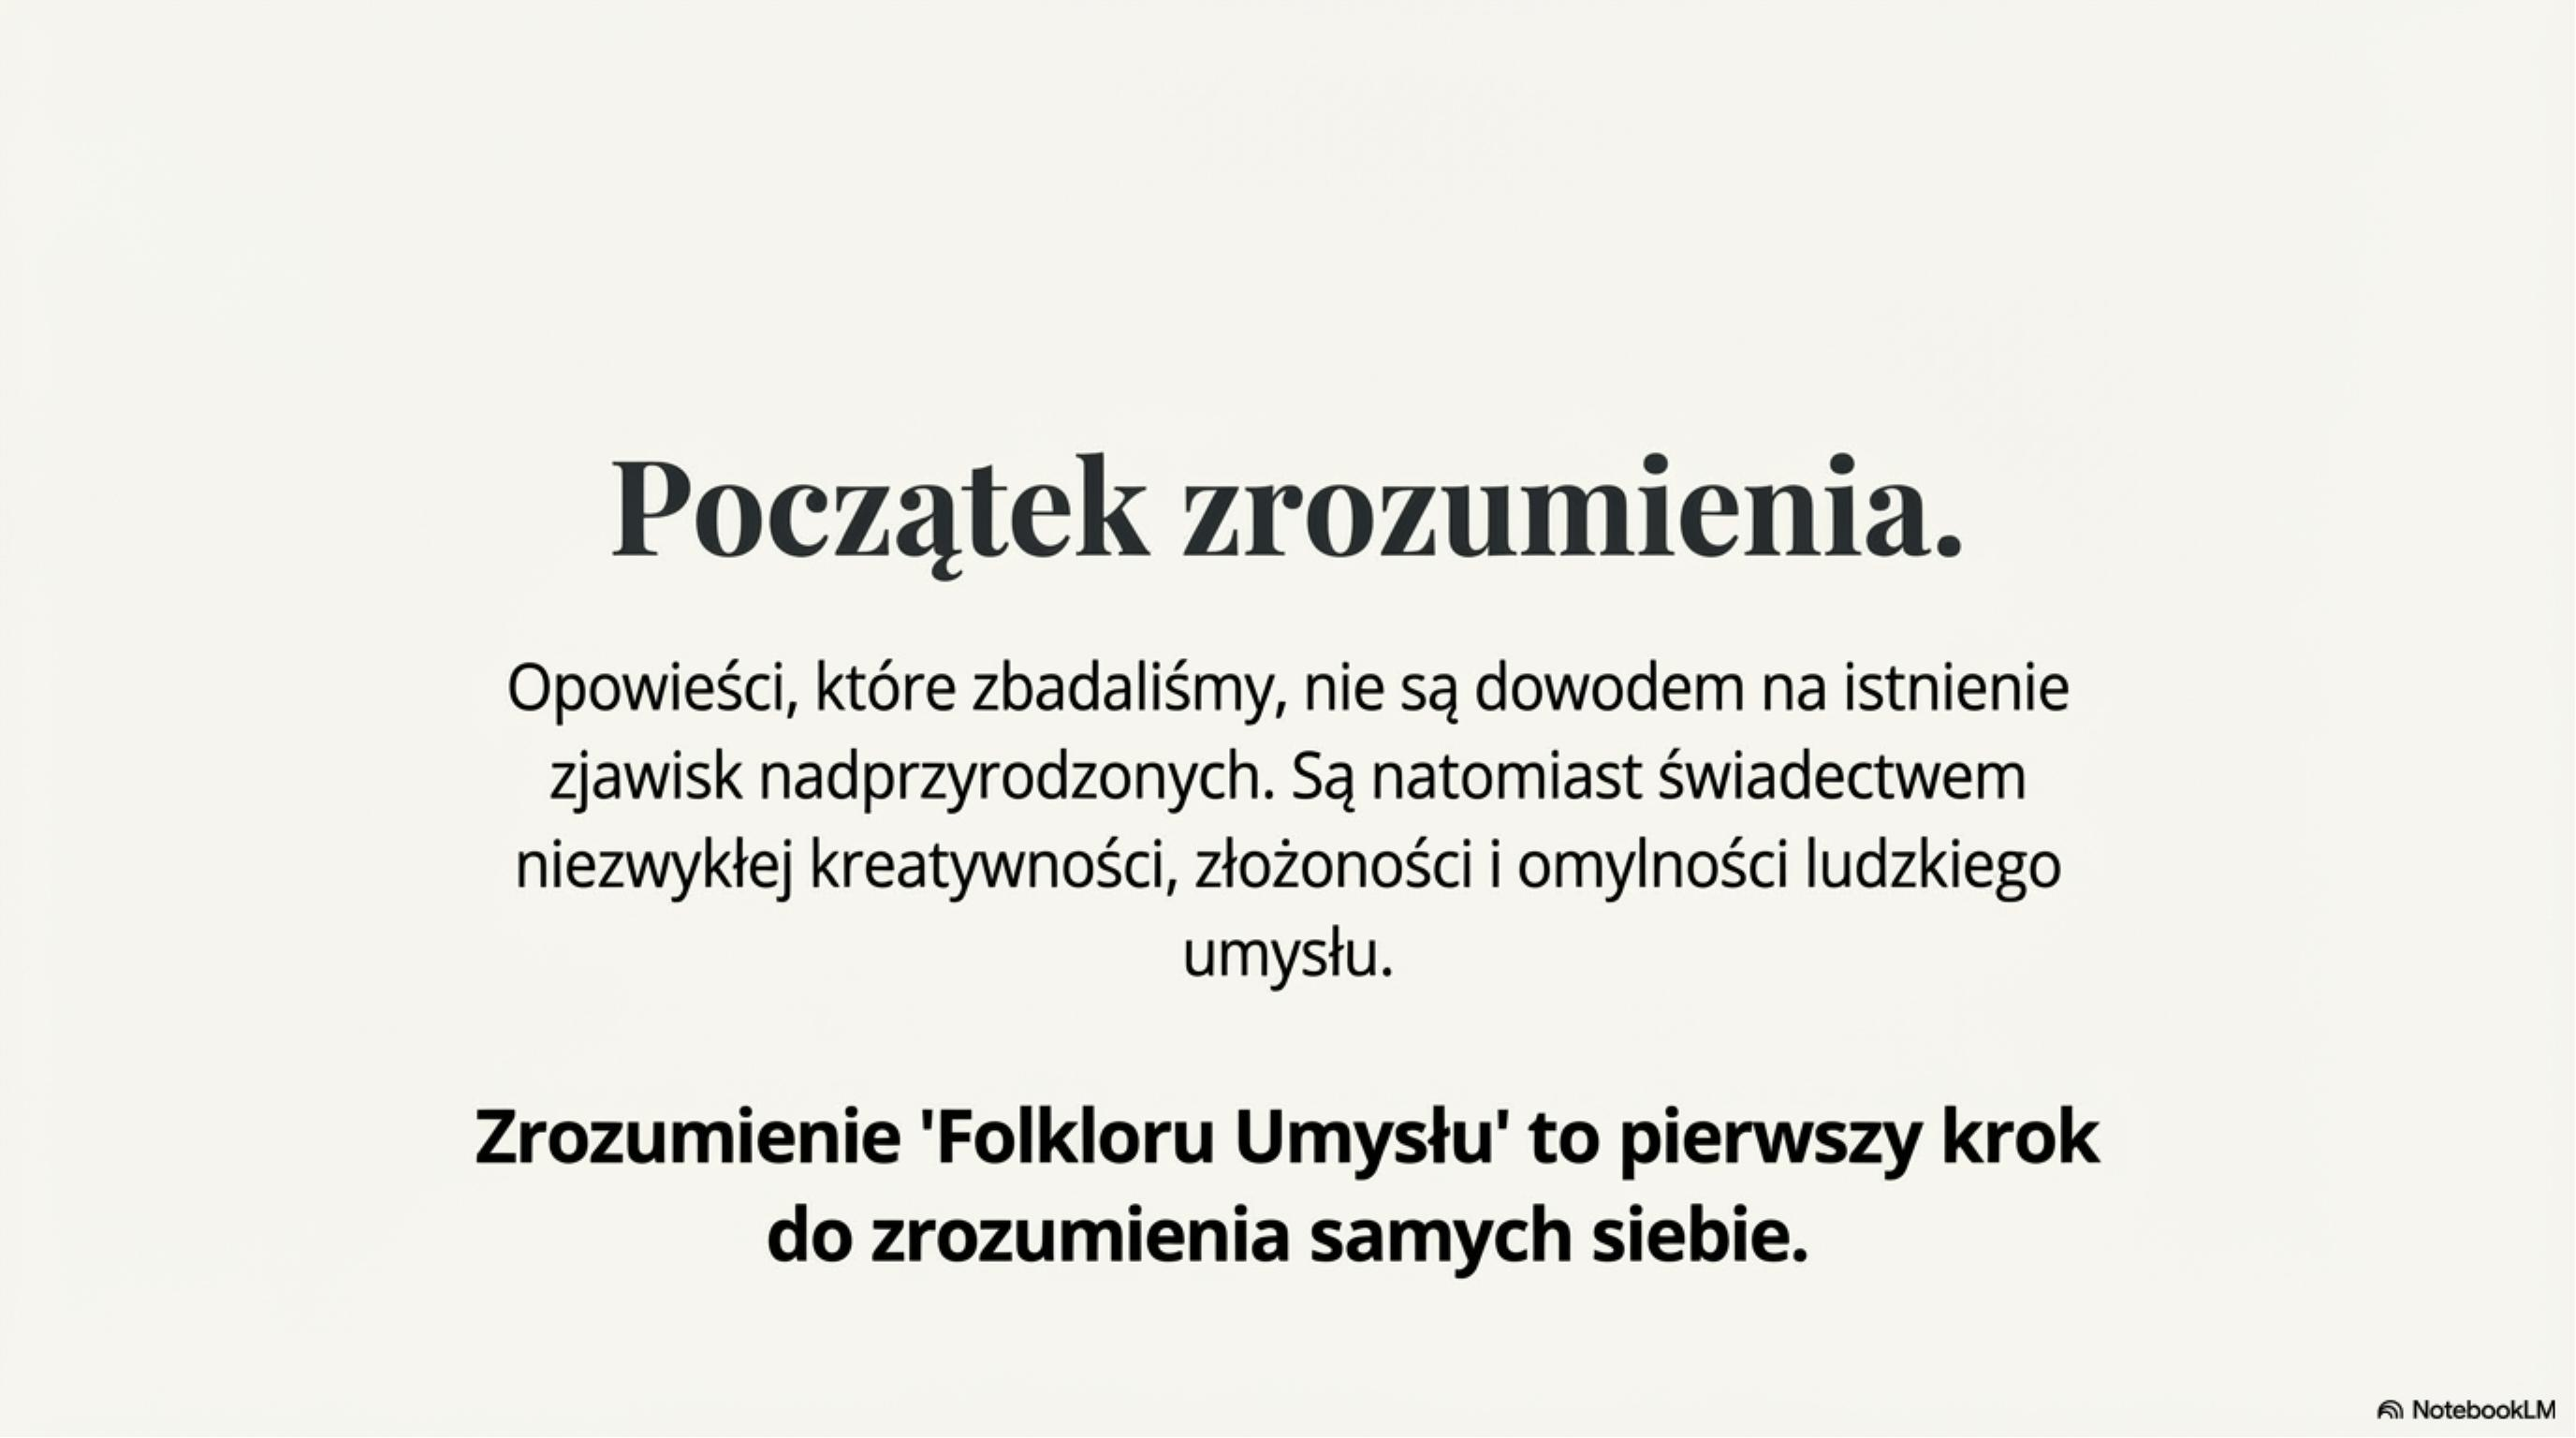 Początek zrozumienia.
Opowieści, które zbadaliśmy, nie są dowodem na istnienie
zjawisk nadprzyrodzonych. Są natomiast świadectwem
niezwykłej kreatywności, złożoności i omylności ludzkiego
umysłu.
Zrozumienie 'Folkloru Umysłu' to pierwszy krok
do zrozumienia samych siebie.
NotebookLM